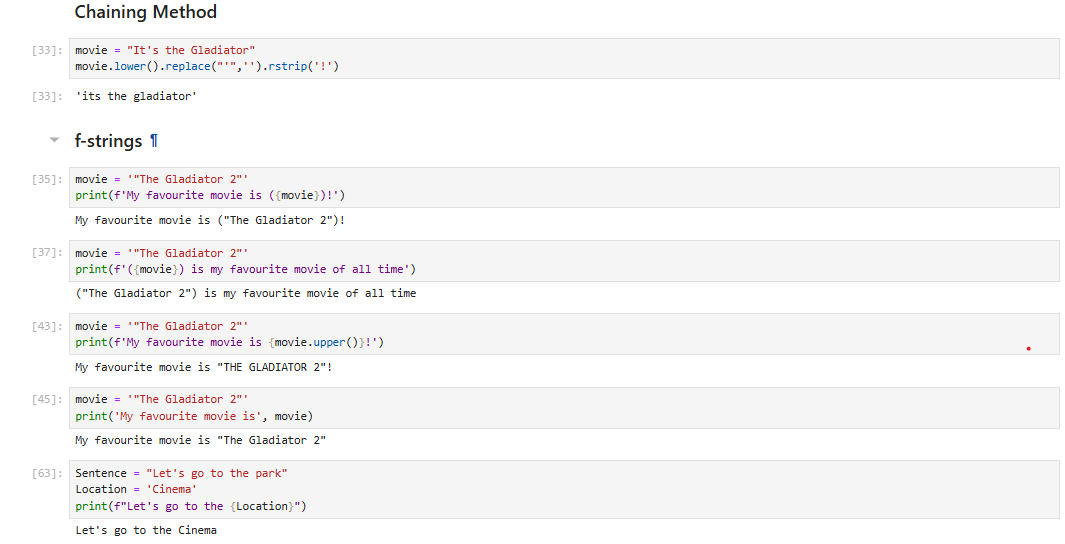 Chaining Method
[33]: movie = "It's the Gladiator"
movie.lower().replace("'",'').rstrip('!')
[33]: 'its the gladiator'
f-strings ¶
[35]: movie = '"The Gladiator 2"'
print(f'My favourite movie is ({movie})!')
My favourite movie is ("The Gladiator 2")!
[37]: movie = '"The Gladiator 2"'
print(f'({movie}) is my favourite movie of all time')
("The Gladiator 2") is my favourite movie of all time
[43]: movie = '"The Gladiator 2"'
print(f'My favourite movie is {movie.upper()}!')
My favourite movie is "THE GLADIATOR 2"!
[45]: movie = '"The Gladiator 2"'
print('My favourite movie is', movie)
My favourite movie is "The Gladiator 2"
[63]: Sentence = "Let's go to the park"
Location = 'Cinema'
print(f"Let's go to the {Location}")
Let's go to the Cinema